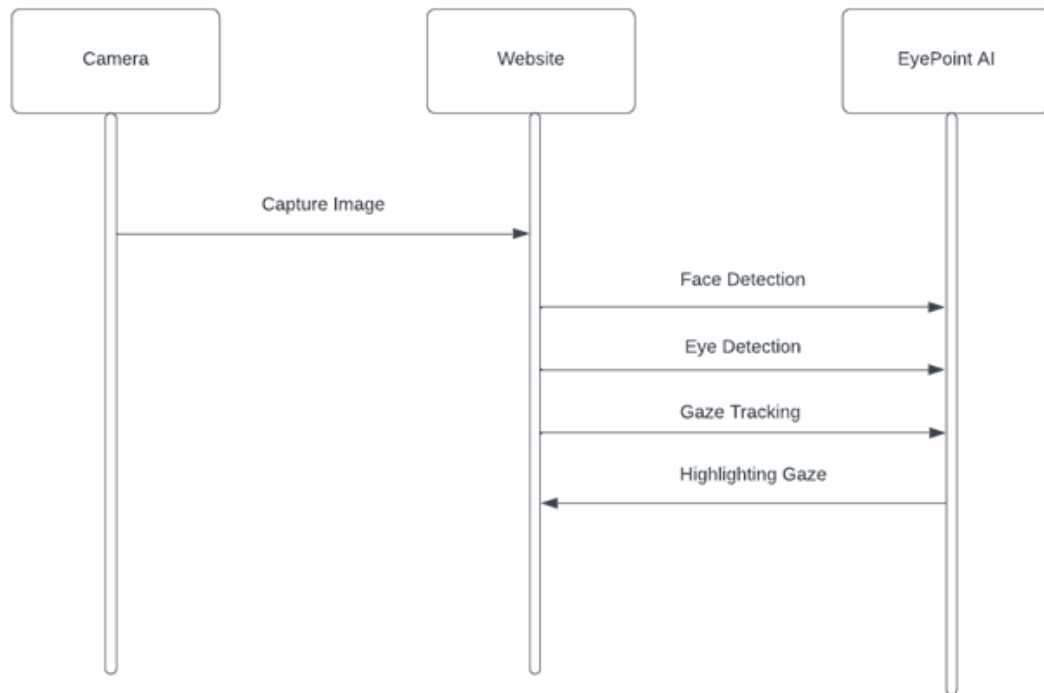 Camera
Website
EyePoint AI
Capture Image
Face Detection
Eye Detection
Gaze Tracking
Highlighting Gaze